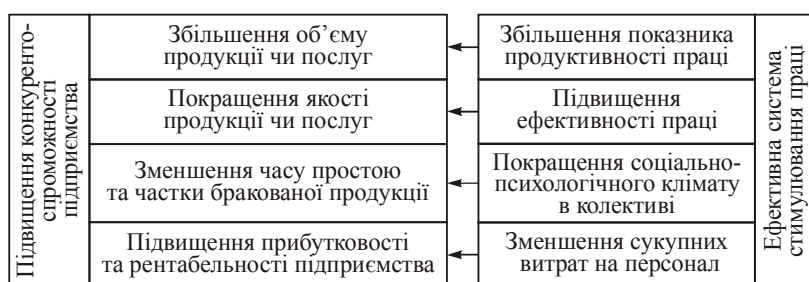 Підвищення конкуренто-
спроможності
підприємства
Збільшення об’єму
продукції чи послуг
Збільшення показника
продуктивності праці
Покращення якості
продукції чи послуг
Підвищення
ефективності праці
Зменшення часу простою
та частки бракованої продукції
Покращення соціально-
психологічного клімату
в колективі
Підвищення прибутковості
та рентабельності підприємства
Зменшення сукупних
витрат на персонал
Ефективна система
стимулювання праці